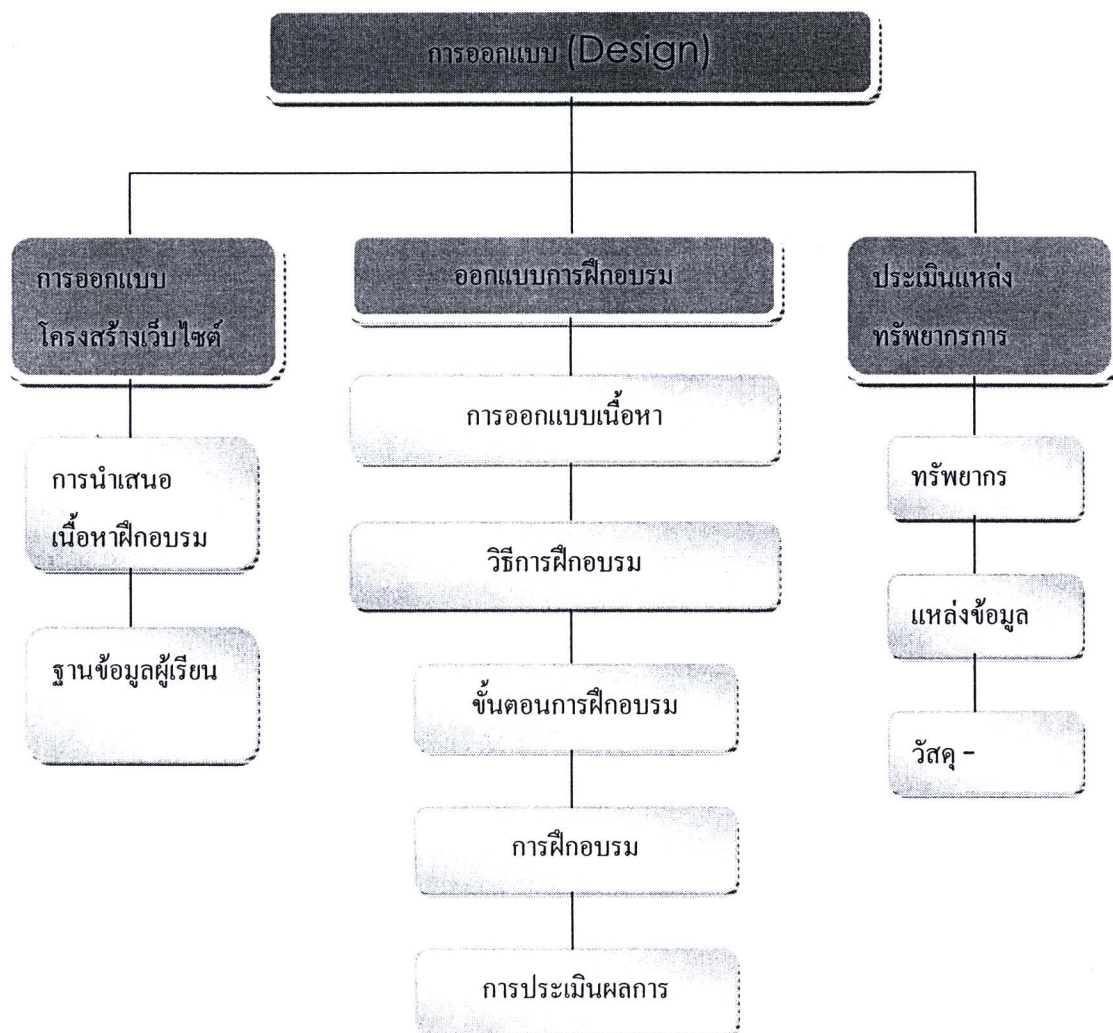 การออกแบบ (Design)
การออกแบบ
โครงสร้างเว็บไซต์
การนำเสนอ
เนื้อหาฝึกอบรม
ฐานข้อมูลผู้เรียน
ออกแบบการฝึกอบรม
การออกแบบเนื้อหา
วิธีการฝึกอบรม
ขั้นตอนการฝึกอบรม
การฝึกอบรม
การประเมินผลการ
ประเมินแหล่ง
ทรัพยากรการ
ทรัพยากร
แหล่งข้อมูล
วัสดุ -